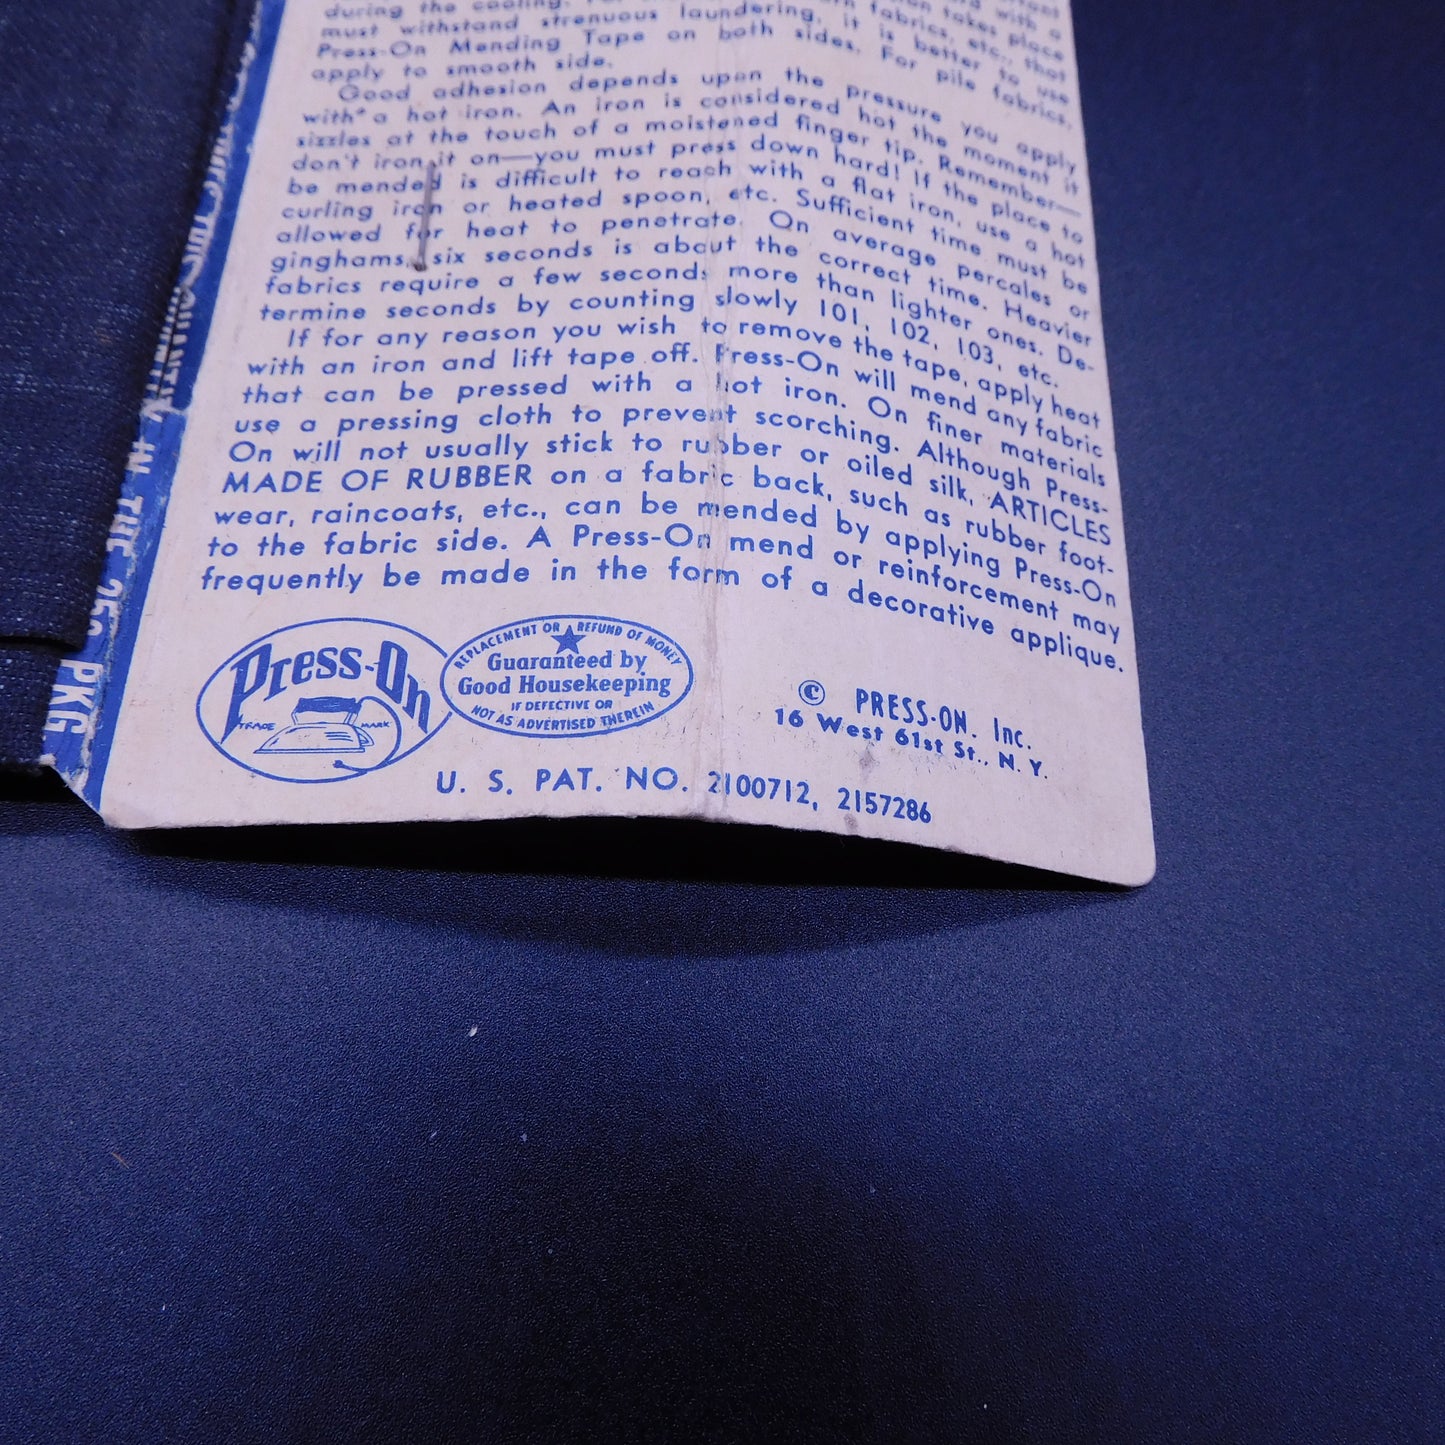 during the cooling.
must withstand strenuous laundering, it is better to use
Press-On Mending Tape on both sides. For pile fabrics,
apply to smooth side.
Good adhesion depends upon the pressure you apply
with a hot iron. An iron is considered hot the moment it
sizzles at the touch of a moistened finger tip. Remember—
don't iron it on—you must press down hard! If the place to
be mended is difficult to reach with a flat iron, use a hot
curling iron or heated spoon, etc. Sufficient time must be
allowed for heat to penetrate. On average percales or
ginghams, six seconds is about the correct time. Heavier
fabrics require a few seconds more than lighter ones. De-
termine seconds by counting slowly 101, 102, 103, etc.
If for any reason you wish to remove the tape, apply heat
with an iron and lift tape off. Press-On will mend any fabric
that can be pressed with a hot iron. On finer materials
use a pressing cloth to prevent scorching. Although Press-
On will not usually stick to rubber or oiled silk, ARTICLES
MADE OF RUBBER on a fabric back, such as rubber foot-
wear, raincoats, etc., can be mended by applying Press-On
to the fabric side. A Press-On mend or reinforcement may
frequently be made in the form of a decorative applique.
Press-On
TRADE MARK
REPLACEMENT OR REFUND OF MONEY
Guaranteed by
Good Housekeeping
IF DEFECTIVE OR
NOT AS ADVERTISED THEREIN
© PRESS-ON. Inc.
16 West 61st St., N. Y.
U. S. PAT. NO. 2100712, 2157286
IN THE 25¢ PKG